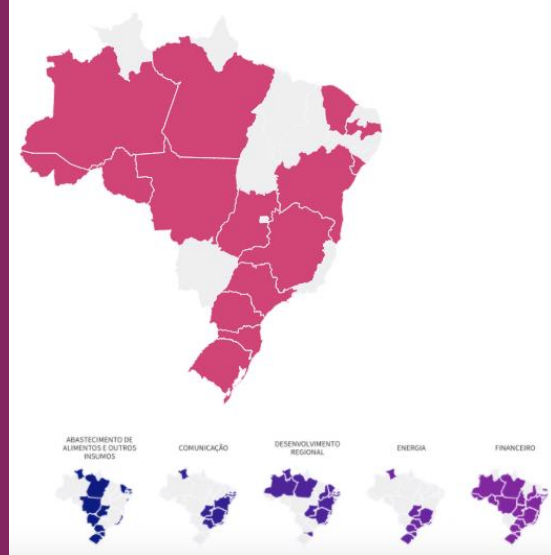 ABASTECIMENTO DE
ALIMENTOS E OUTROS
INSUMOS
COMUNICAÇÃO
DESENVOLVIMENTO
REGIONAL
ENERGIA
FINANCEIRO